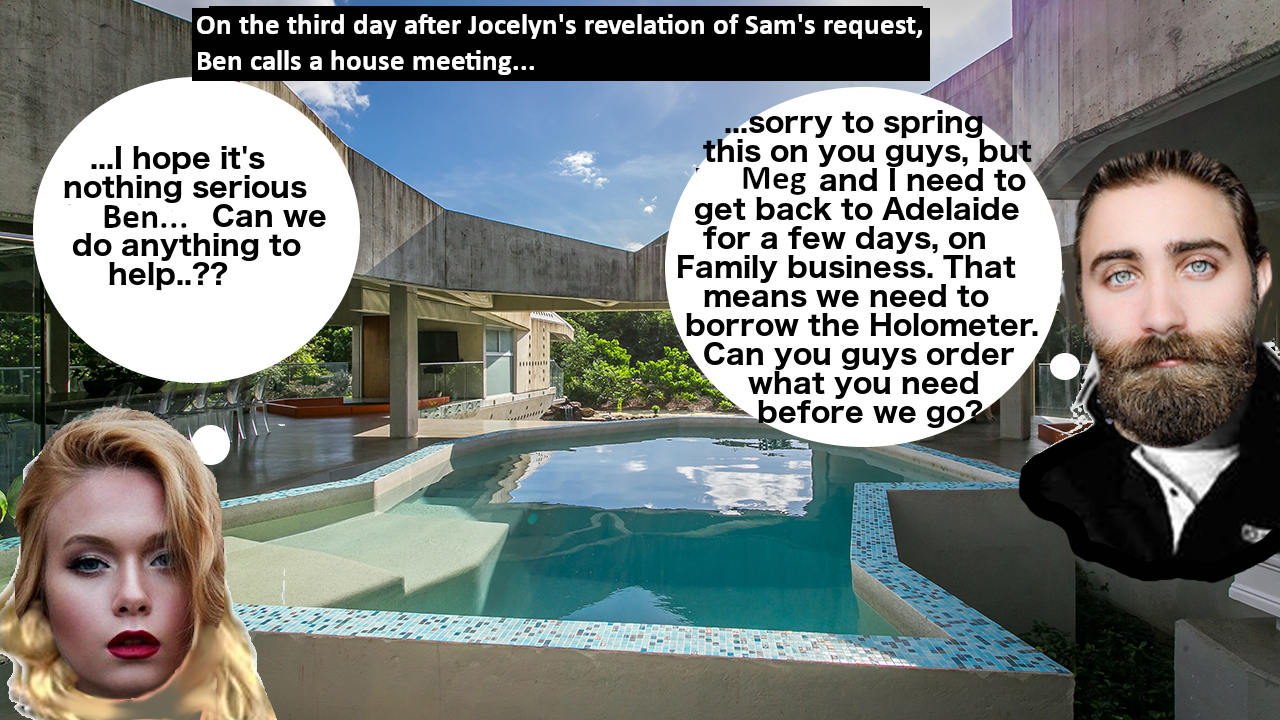 On the third day after Jocelyn's revelation of Sam's request,
Ben calls a house meeting...
...I hope it's
nothing serious
Ben... Can we
do anything to
help..??
...sorry to spring
this on you guys, but
Meg and I need to
get back to Adelaide
for a few days, on
Family business. That
means we need to
borrow the Holometer.
Can you guys order
what you need
before we go?